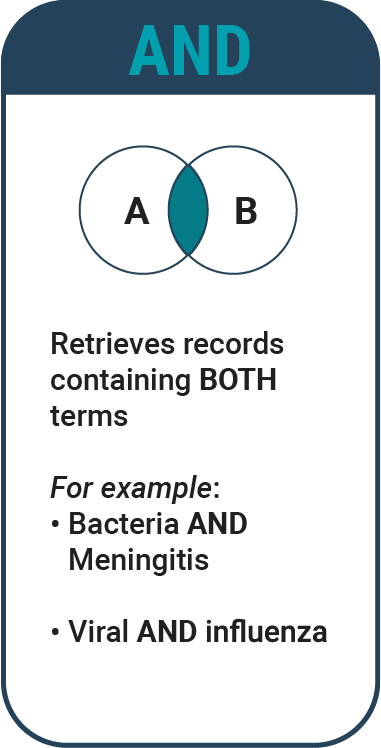 AND
A B
Retrieves records
containing BOTH
terms
For example:
• Bacteria AND
Meningitis
• Viral AND influenza